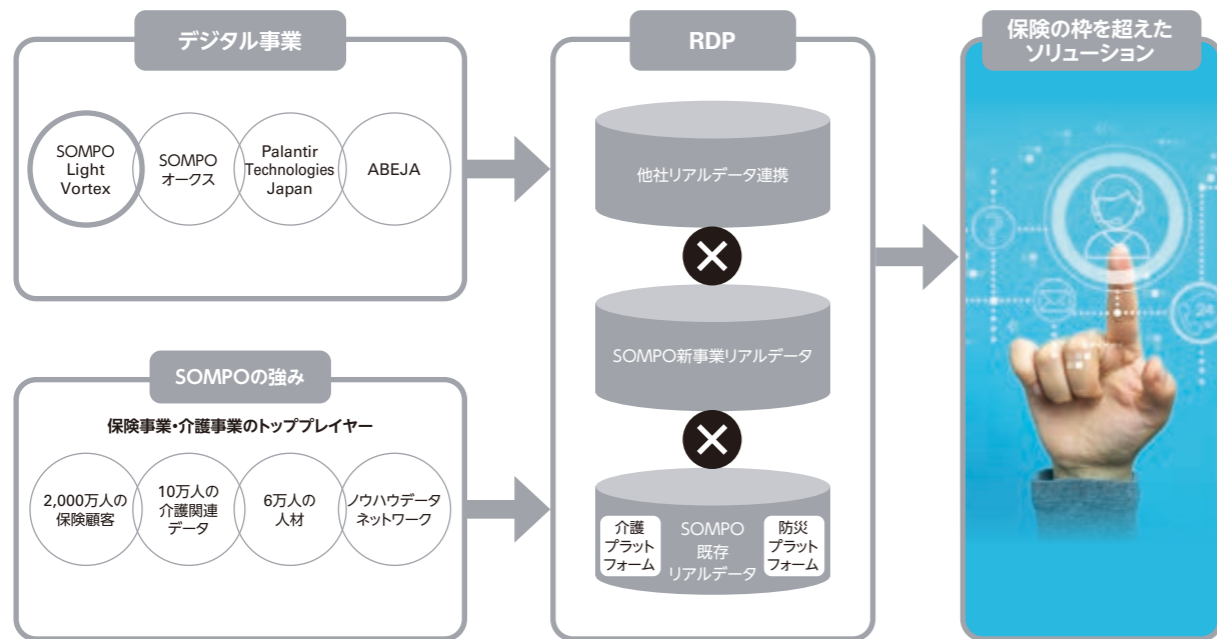 デジタル事業
SOMPO
Light
Vortex
SOMPO
オークス
Palantir
Technologies
Japan
ABEJA
SOMPOの強み
保険事業・介護事業のトッププレイヤー
2,000万人の
保険顧客
10万人の
介護関連
データ
6万人の
人材
ノウハウデータ
ネットワーク
RDP
他社リアルデータ連携
SOMPO新事業リアルデータ
介護
プラット
フォーム
SOMPO
既存
リアルデータ
防災
プラット
フォーム
保険の枠を超えた
ソリューション
?
24